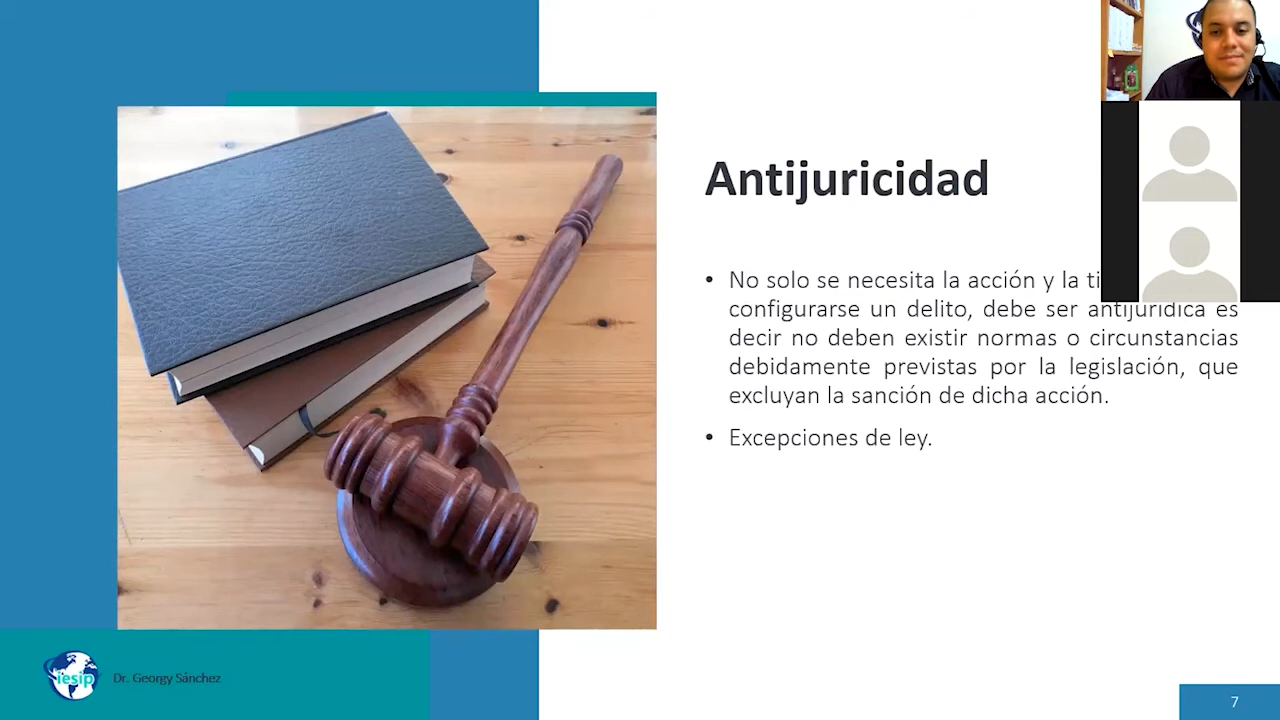 Antijuricidad
• No solo se necesita la acción y la
configurarse un delito, debe ser antijurídica es
decir no deben existir normas o circunstancias
debidamente previstas por la legislación, que
excluyan la sanción de dicha acción.
• Excepciones de ley.
iesip
Dr. Georgy Sánchez
7